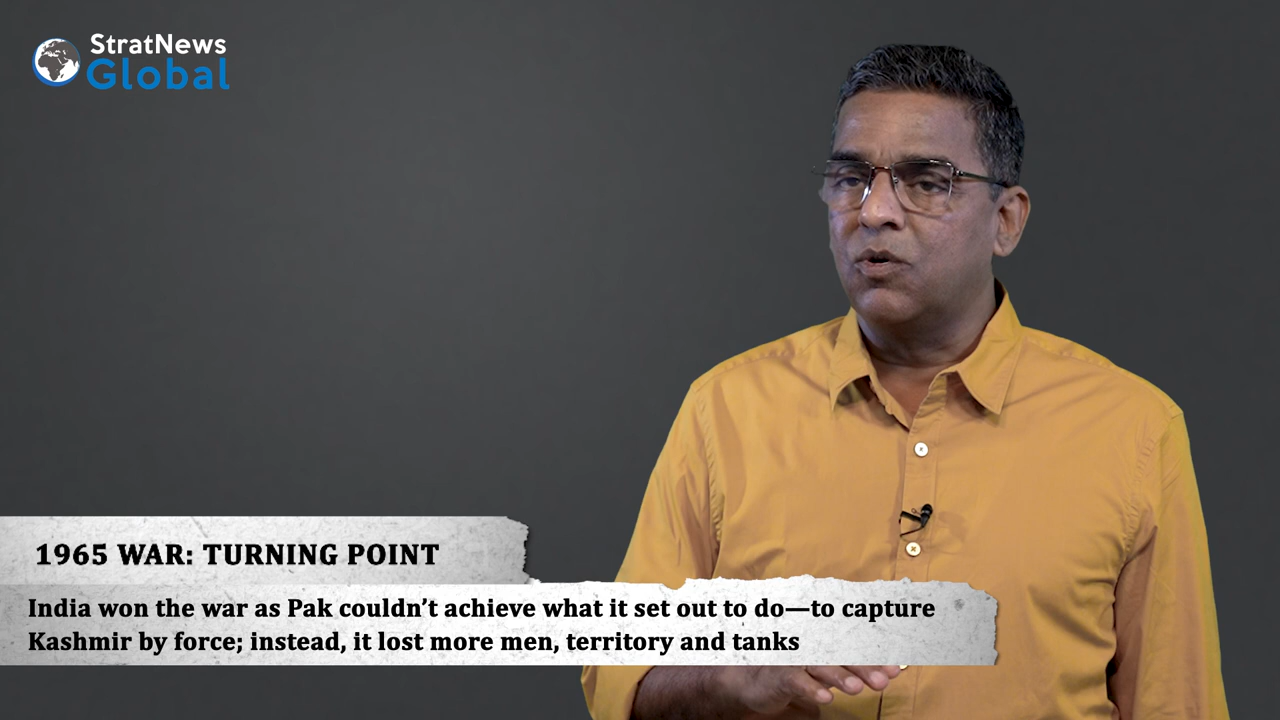 StratNews
Global
1965 WAR: TURNING POINT
India won the war as Pak couldn’t achieve what it set out to do—to capture
Kashmir by force; instead, it lost more men, territory and tanks